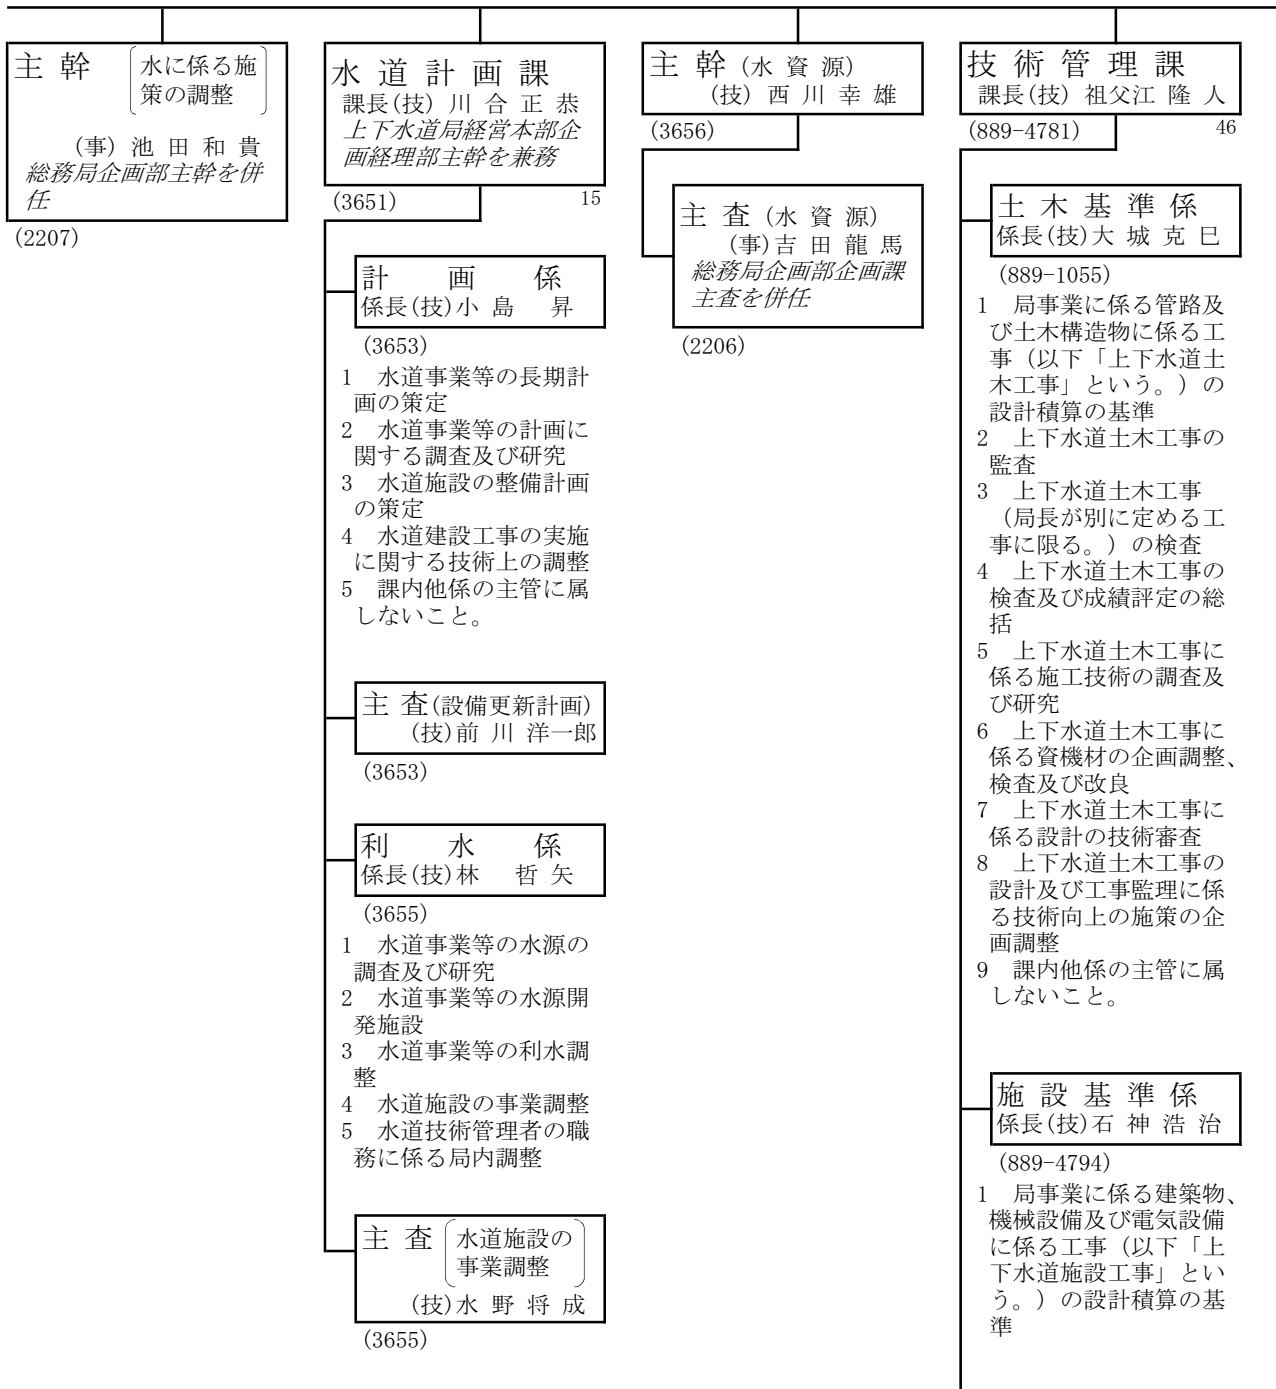 主 幹 水に係る施
策の調整
(事) 池 田 和 貴
総務局企画部主幹を併
任
(2207)
水 道 計 画 課
課長(技) 川 合 正 恭
上下水道局経営本部企
画経理部主幹を兼務
(3651) 15
計 画 係
係長(技)小 島 昇
(3653)
1 水道事業等の長期計
画の策定
2 水道事業等の計画に
関する調査及び研究
3 水道施設の整備計画
の策定
4 水道建設工事の実施
に関する技術上の調整
5 課内他係の主管に属
しないこと。
主 査(設備更新計画)
(技)前 川 洋一郎
(3653)
利 水 係
係長(技)林 哲 矢
(3655)
1 水道事業等の水源の
調査及び研究
2 水道事業等の水源開
発施設
3 水道事業等の利水調
整
4 水道施設の事業調整
5 水道技術管理者の職
務に係る局内調整
主 査 水道施設の
事業調整
(技)水 野 将 成
(3655)
主 幹 (水 資 源)
(技) 西 川 幸 雄
(3656)
主 査 (水 資 源)
(事)吉 田 龍 馬
総務局企画部企画課
主査を併任
(2206)
技 術 管 理 課
課長(技) 祖父江 隆 人
(889-4781) 46
土 木 基 準 係
係長(技)大 城 克 巳
(889-1055)
1 局事業に係る管路及
び土木構造物に係る工
事（以下「上下水道土
木工事」という。）の
設計積算の基準
2 上下水道土木工事の
監査
3 上下水道土木工事
（局長が別に定める工
事に限る。）の検査
4 上下水道土木工事の
検査及び成績評定の総
括
5 上下水道土木工事に
係る施工技術の調査及
び研究
6 上下水道土木工事に
係る資機材の企画調整、
検査及び改良
7 上下水道土木工事に
係る設計の技術審査
8 上下水道土木工事の
設計及び工事監理に係
る技術向上の施策の企
画調整
9 課内他係の主管に属
しないこと。
施 設 基 準 係
係長(技)石 神 浩 治
(889-4794)
1 局事業に係る建築物、
機械設備及び電気設備
に係る工事（以下「上
下水道施設工事」とい
う。）の設計積算の基
準